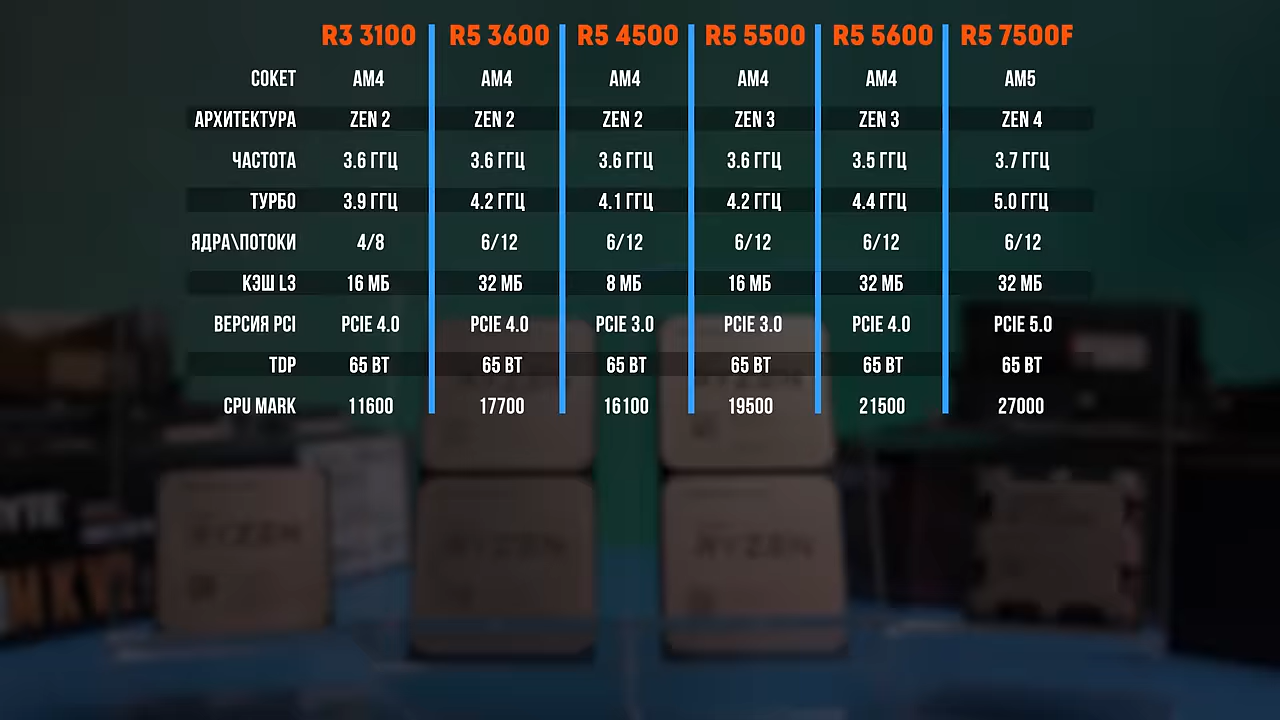 R3 3100 R5 3600 R5 4500 R5 5500 R5 5600 R5 7500F
СОКЕТ AM4 AM4 AM4 AM4 AM4 AM5
АРХИТЕКТУРА ZEN 2 ZEN 2 ZEN 2 ZEN 3 ZEN 3 ZEN 4
ЧАСТОТА 3.6 ГГЦ 3.6 ГГЦ 3.6 ГГЦ 3.6 ГГЦ 3.5 ГГЦ 3.7 ГГЦ
ТУРБО 3.9 ГГЦ 4.2 ГГЦ 4.1 ГГЦ 4.2 ГГЦ 4.4 ГГЦ 5.0 ГГЦ
ЯДРА\ПОТОКИ 4/8 6/12 6/12 6/12 6/12 6/12
КЭШ L3 16 МБ 32 МБ 8 МБ 16 МБ 32 МБ 32 МБ
ВЕРСИЯ PCI PCIE 4.0 PCIE 4.0 PCIE 3.0 PCIE 3.0 PCIE 4.0 PCIE 5.0
TDP 65 ВТ 65 ВТ 65 ВТ 65 ВТ 65 ВТ 65 ВТ
CPU MARK 11600 17700 16100 19500 21500 27000
RYZEN RYZEN
RYZEN RYZEN RYZEN